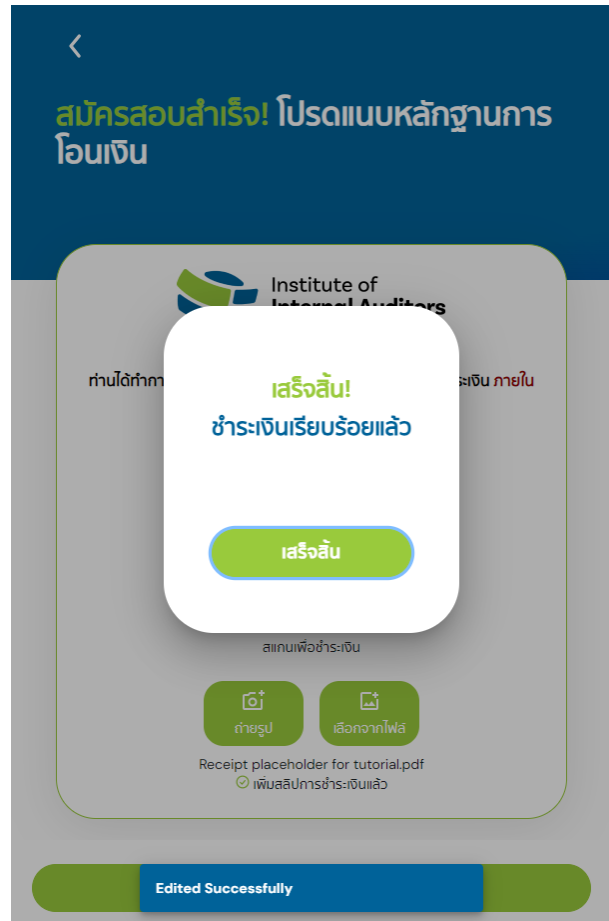 สมัครสอบสำเร็จ! โปรดแนบหลักฐานการ
โอนเงิน
Institute of
Internal Auditors
ท่านได้ทำกา
ะเงิน ภายใน
เสร็จสิ้น!
ชำระเงินเรียบร้อยแล้ว
เสร็จสิ้น
สแกนเพื่อชำระเงิน
ถ่ายรูป
เลือกจากไฟล์
Receipt placeholder for tutorial.pdf
เพิ่มสลิปการชำระเงินแล้ว
Edited Successfully